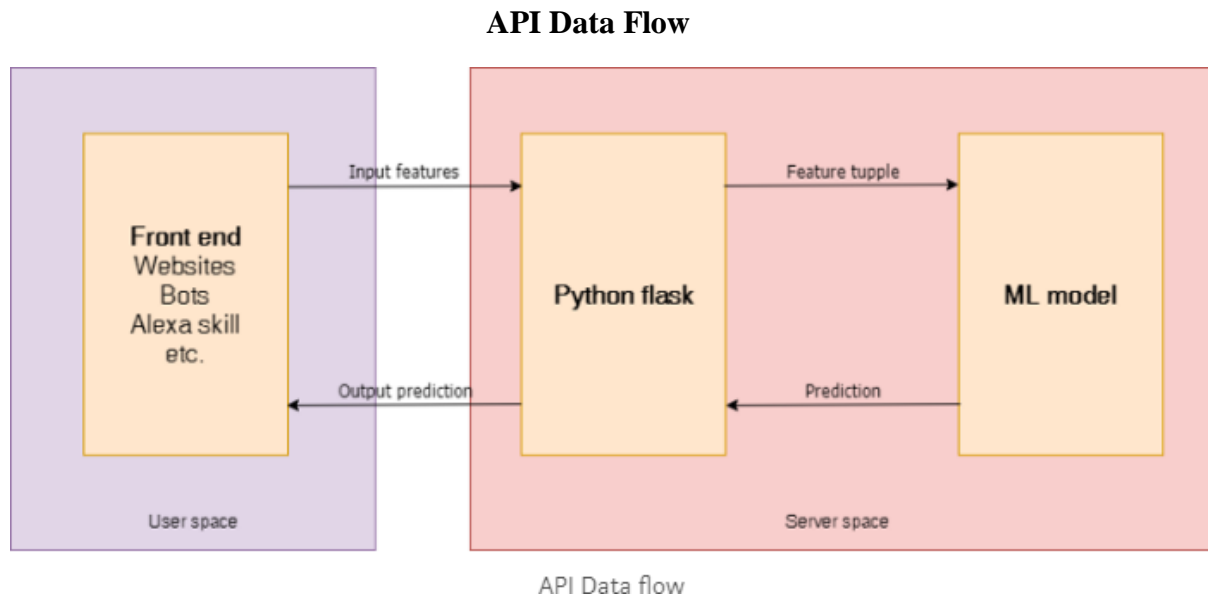 API Data Flow
Input features
Feature tupple
Front end
Websites
Bots
Alexa skill
etc.
Python flask
ML model
Output prediction
Prediction
User space
Server space
API Data flow